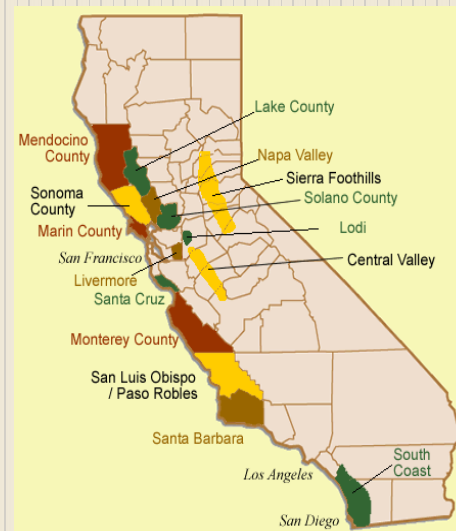 Lake County
Mendocino
County
Napa Valley
Sierra Foothills
Sonoma
County
Solano County
Marin County
Lodi
San Francisco
Central Valley
Livermore
Santa Cruz
Monterey County
San Luis Obispo
/ Paso Robles
Santa Barbara
South
Coast
Los Angeles
San Diego